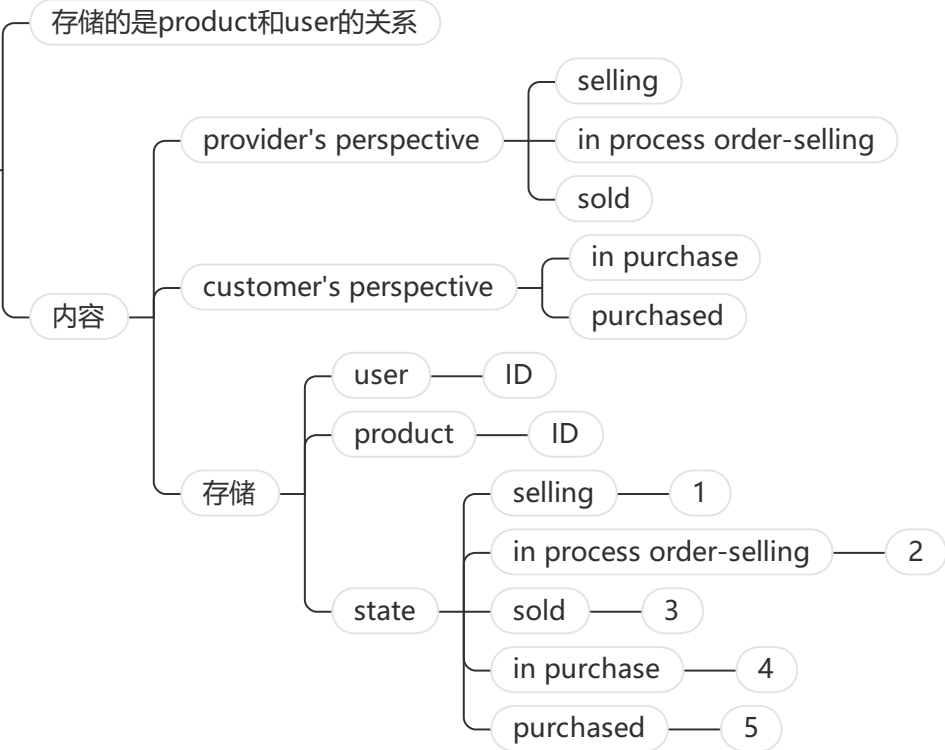 存储的是product和user的关系
selling
provider's perspective
in process order-selling
sold
in purchase
customer's perspective
purchased
内容
user
ID
product
ID
存储
selling
1
in process order-selling
2
state
sold
3
in purchase
4
purchased
5